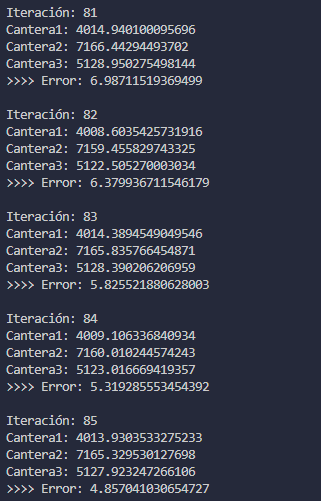 Iteración: 81
Cantera1: 4014.940100095696
Cantera2: 7166.44294493702
Cantera3: 5128.950275498144
>>>> Error: 6.98711519369499
Iteración: 82
Cantera1: 4008.6035425731916
Cantera2: 7159.455829743325
Cantera3: 5122.505270003034
>>>> Error: 6.379936711546179
Iteración: 83
Cantera1: 4014.3894549049546
Cantera2: 7165.835766454871
Cantera3: 5128.390206206959
>>>> Error: 5.825521880628003
Iteración: 84
Cantera1: 4009.106336840934
Cantera2: 7160.010244574243
Cantera3: 5123.016669419357
>>>> Error: 5.319285553454392
Iteración: 85
Cantera1: 4013.9303533275233
Cantera2: 7165.329530127698
Cantera3: 5127.923247266106
>>>> Error: 4.857041030654727